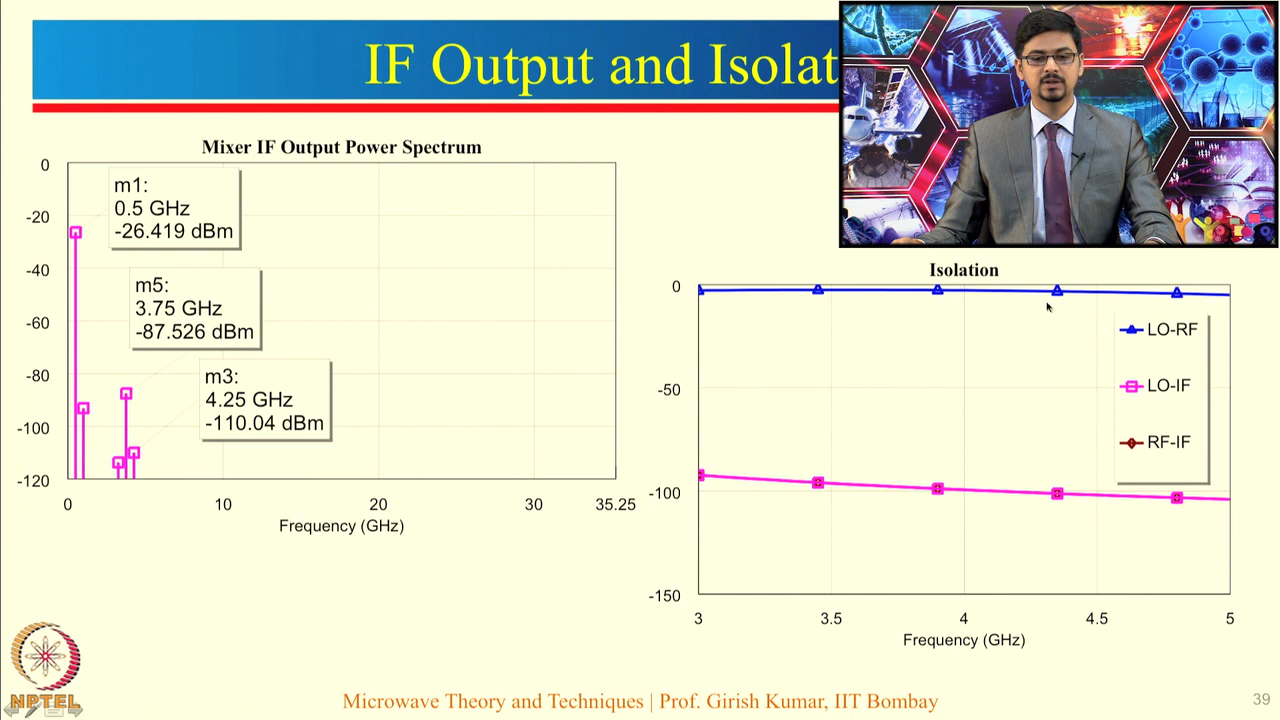 IF Output and Isolat
Mixer IF Output Power Spectrum
0
-20
-40
-60
-80
-100
-120
m1:
0.5 GHz
-26.419 dBm
m5:
3.75 GHz
-87.526 dBm
m3:
4.25 GHz
-110.04 dBm
0 10 20 30 35.25
Frequency (GHz)
Isolation
0
-50
-100
-150
LO-RF
LO-IF
RF-IF
3 3.5 4 4.5 5
Frequency (GHz)
NPTEL
Microwave Theory and Techniques | Prof. Girish Kumar, IIT Bombay
39